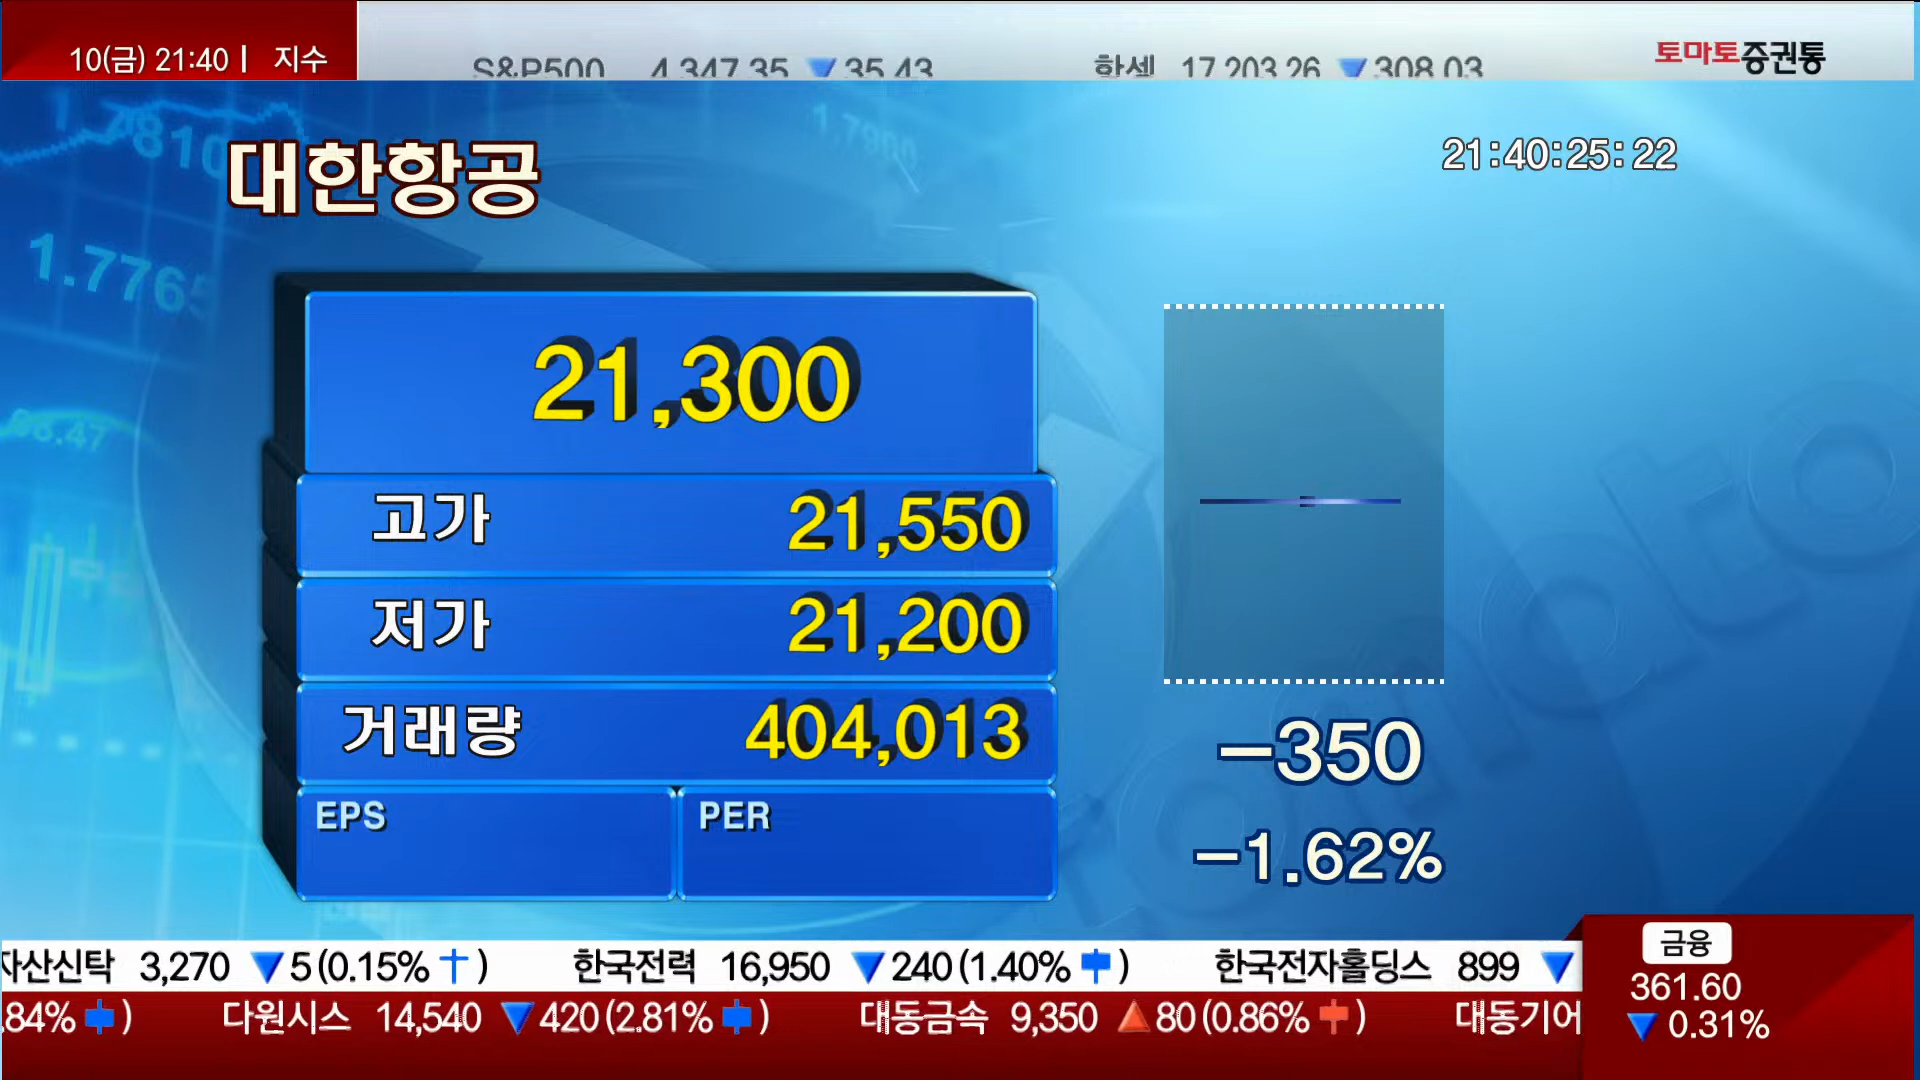 10(금) 21:40 | 지수
S&P500 4,347.35 ▼35.43 항셍 17,203.26 ▼308.03
토마토증권통
대한항공
21:40:25:22
21,300
고가 21,550
저가 21,200
거래량 404,013
EPS PER
-350
-1.62%
자산신탁 3,270 ▼5(0.15%) 한국전력 16,950 ▼240(1.40%) 한국전자홀딩스 899 ▼
.84%) 다원시스 14,540 ▼420(2.81%) 대동금속 9,350 ▲80(0.86%) 대동기어
금융
361.60
▼0.31%